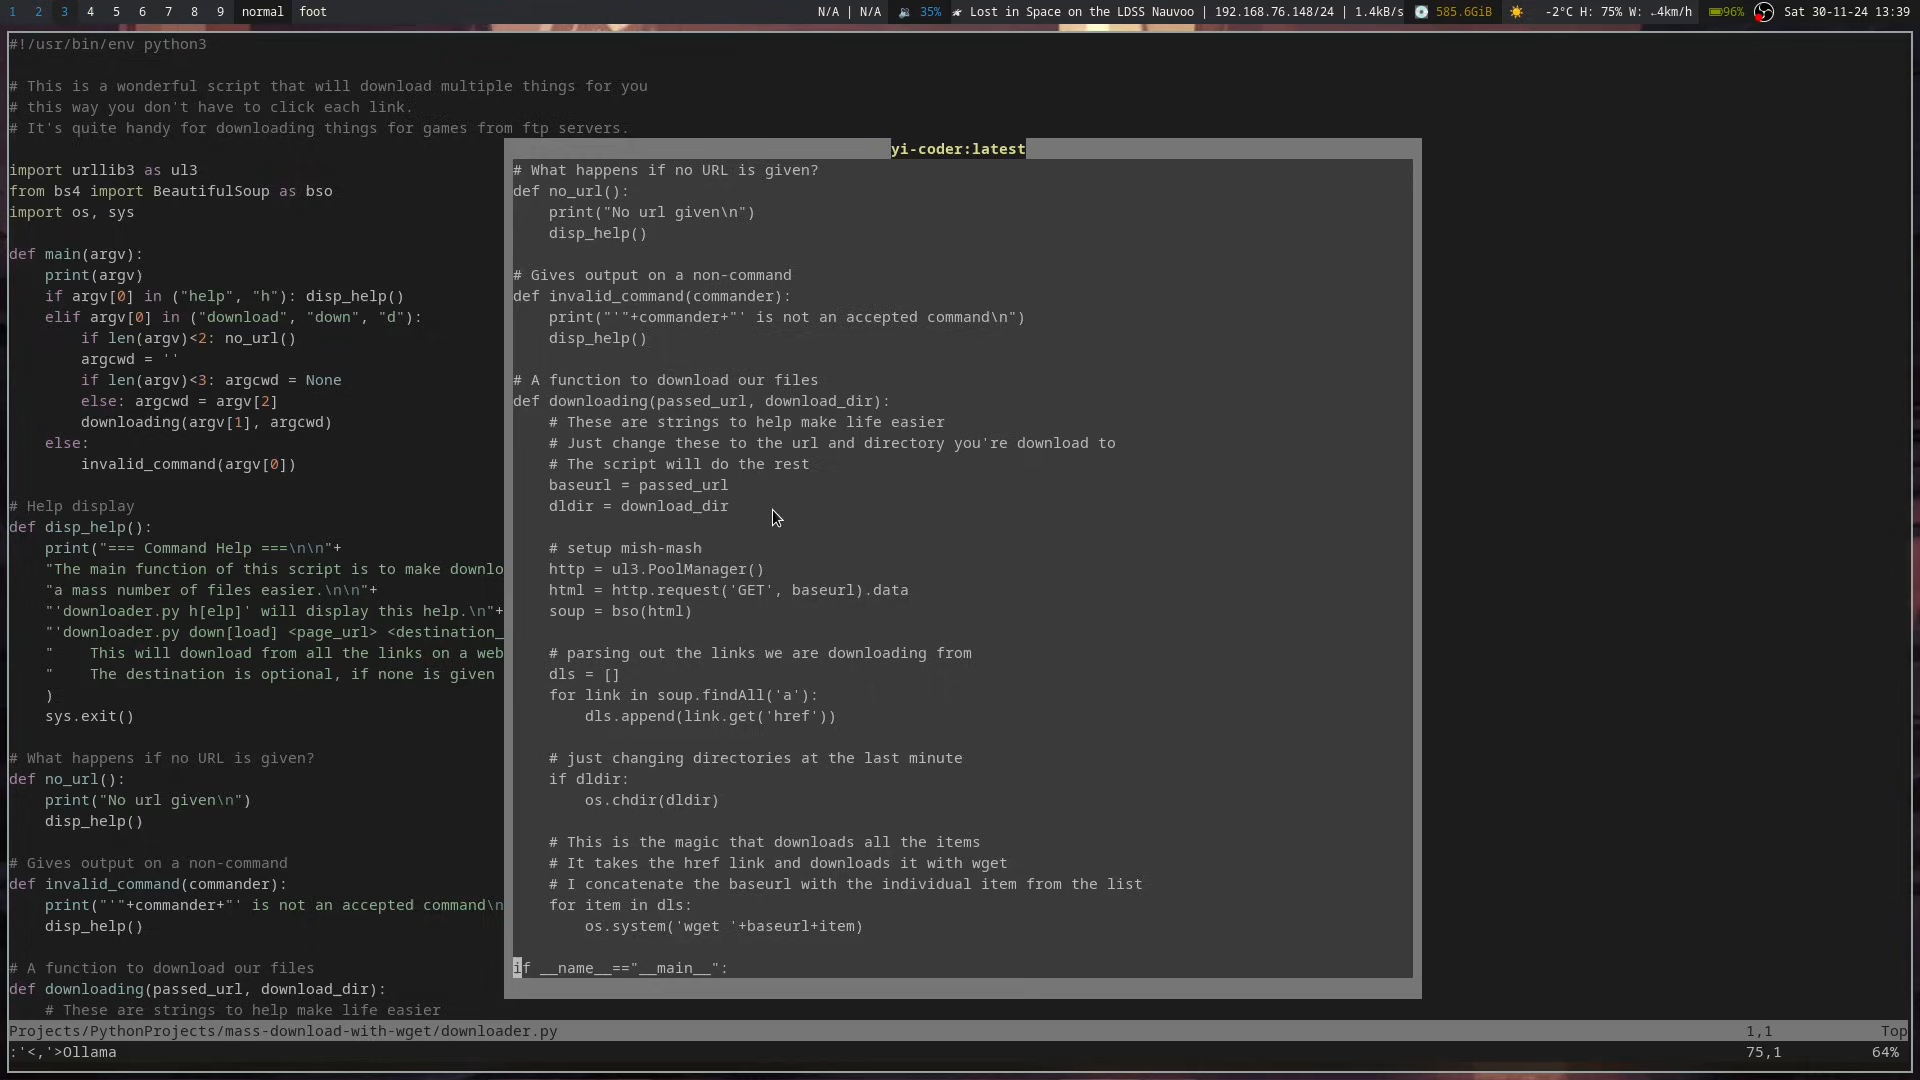 1 2 3 4 5 6 7 8 9 normal foot
N/A | N/A 35% Lost in Space on the LDSS Nauvoo | 192.168.76.148/24 | 1.4kB/s 585.6GiB -2°C H: 75% W: ←4km/h 96% Sat 30-11-24 13:39
#!/usr/bin/env python3
# This is a wonderful script that will download multiple things for you
# this way you don't have to click each link.
# It's quite handy for downloading things for games from ftp servers.
import urllib3 as ul3
from bs4 import BeautifulSoup as bso
import os, sys
def main(argv):
    print(argv)
    if argv[0] in ("help", "h"): disp_help()
    elif argv[0] in ("download", "down", "d"):
        if len(argv)<2: no_url()
        argcwd = ''
        if len(argv)<3: argcwd = None
        else: argcwd = argv[2]
        downloading(argv[1], argcwd)
    else:
        invalid_command(argv[0])
# Help display
def disp_help():
    print("=== Command Help ===\n\n"+
    "The main function of this script is to make downlo
    "a mass number of files easier.\n\n"+
    "'downloader.py h[elp]' will display this help.\n"+
    "'downloader.py down[load] <page_url> <destination_
    "    This will download from all the links on a web
    "    The destination is optional, if none is given
    )
    sys.exit()
# What happens if no URL is given?
def no_url():
    print("No url given\n")
    disp_help()
# Gives output on a non-command
def invalid_command(commander):
    print("'"+commander+"' is not an accepted command\n
    disp_help()
# A function to download our files
def downloading(passed_url, download_dir):
    # These are strings to help make life easier
yi-coder:latest
# What happens if no URL is given?
def no_url():
    print("No url given\n")
    disp_help()
# Gives output on a non-command
def invalid_command(commander):
    print("'"+commander+"' is not an accepted command\n")
    disp_help()
# A function to download our files
def downloading(passed_url, download_dir):
    # These are strings to help make life easier
    # Just change these to the url and directory you're download to
    # The script will do the rest
    baseurl = passed_url
    dldir = download_dir
    # setup mish-mash
    http = ul3.PoolManager()
    html = http.request('GET', baseurl).data
    soup = bso(html)
    # parsing out the links we are downloading from
    dls = []
    for link in soup.findAll('a'):
        dls.append(link.get('href'))
    # just changing directories at the last minute
    if dldir:
        os.chdir(dldir)
    # This is the magic that downloads all the items
    # It takes the href link and downloads it with wget
    # I concatenate the baseurl with the individual item from the list
    for item in dls:
        os.system('wget '+baseurl+item)
if __name__=="__main__":
Projects/PythonProjects/mass-download-with-wget/downloader.py 1,1 Top
:'<,'>Ollama 75,1 64%